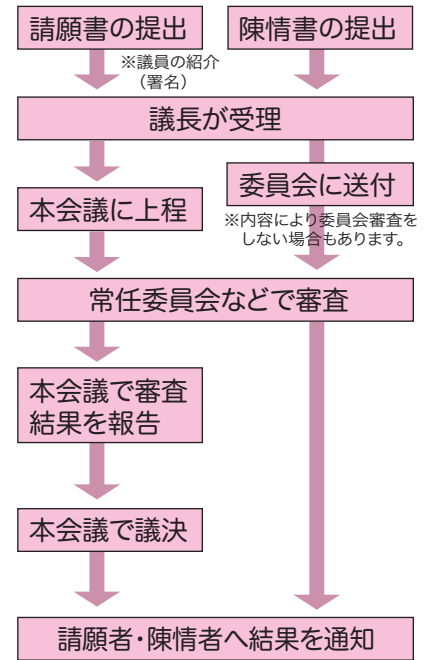 請願書の提出
陳情書の提出
※議員の紹介
（署名）
議長が受理
委員会に送付
※内容により委員会審査を
しない場合もあります。
本会議に上程
常任委員会などで審査
本会議で審査
結果を報告
本会議で議決
請願者・陳情者へ結果を通知